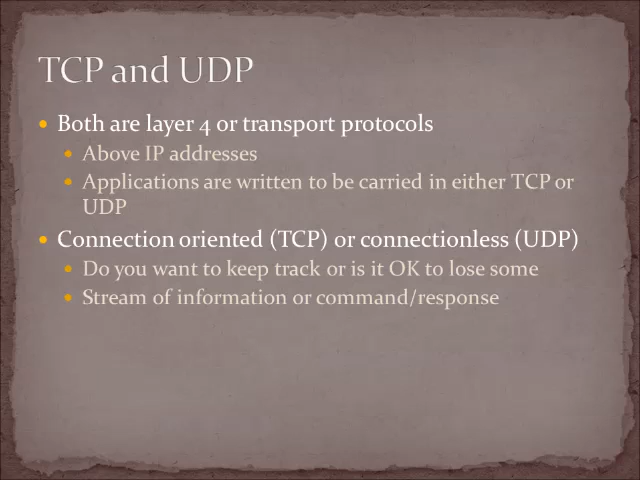 TCP and UDP
• Both are layer 4 or transport protocols
• Above IP addresses
• Applications are written to be carried in either TCP or
UDP
• Connection oriented (TCP) or connectionless (UDP)
• Do you want to keep track or is it OK to lose some
• Stream of information or command/response